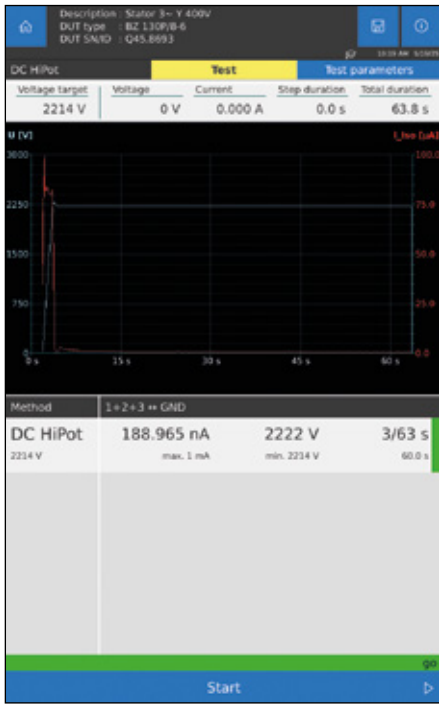 Description : Stator 3~ Y 400V
DUT type : BZ 130P/8-6
DUT SN/ID : Q45.8693
DC HiPot Test Test parameters
Voltage target Voltage Current Step duration Total duration
2214 V 0 V 0.000 A 0.0 s 63.8 s
U [V] I_Iso [µA]
3000 100.0
2250 75.0
1500 50.0
750 25.0
0 0.0
0 s 15 s 30 s 45 s 60 s
Method 1+2+3 ↔ GND
DC HiPot 188.965 nA 2222 V 3/63 s
2214 V max. 1 mA min. 2214 V 60.0 s
go
Start